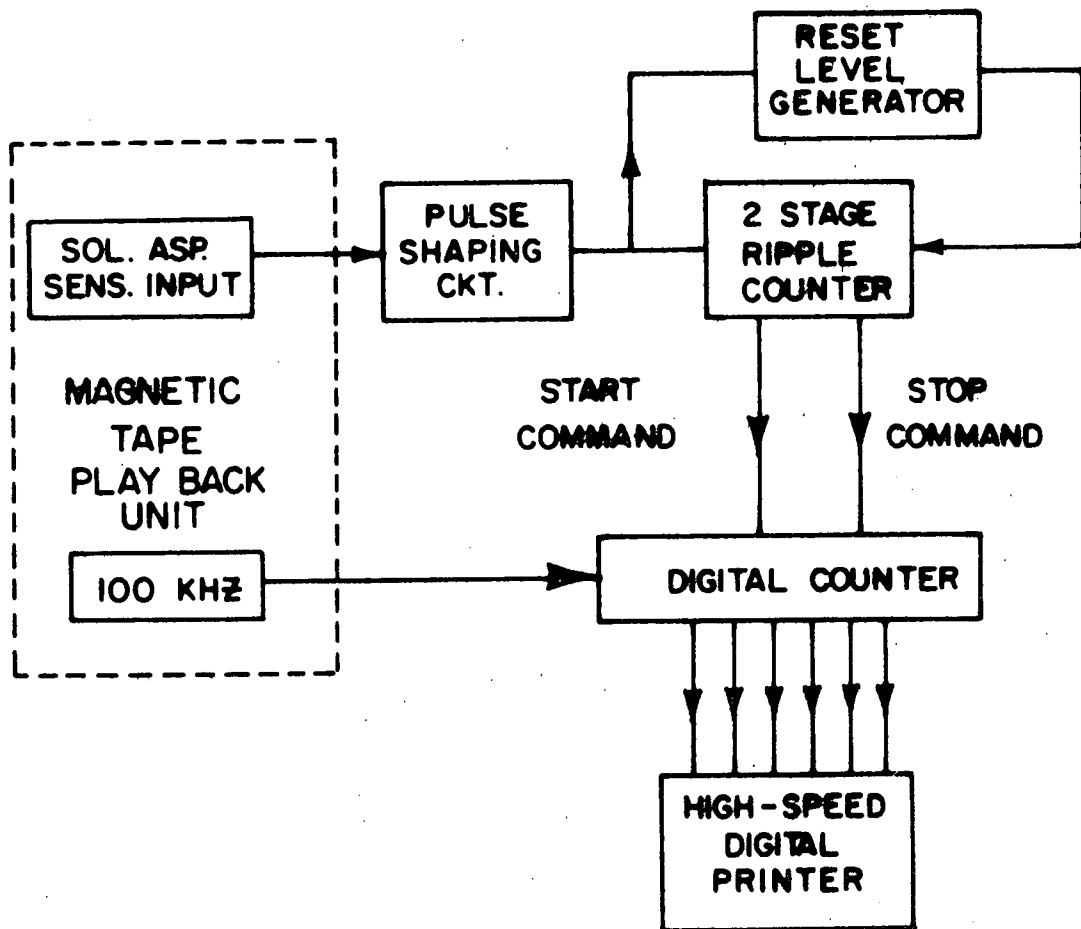 RESET
LEVEL
GENERATOR
SOL. ASP.
SENS. INPUT
PULSE
SHAPING
CKT.
2 STAGE
RIPPLE
COUNTER
MAGNETIC
TAPE
PLAY BACK
UNIT
START
COMMAND
STOP
COMMAND
100 KHZ
DIGITAL COUNTER
HIGH-SPEED
DIGITAL
PRINTER